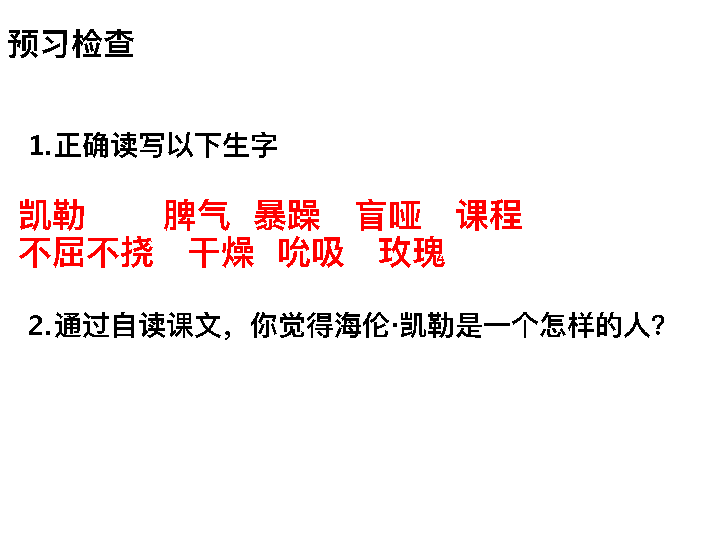 预习检查
1.正确读写以下生字
凯勒 脾气 暴躁 盲哑 课程
不屈不挠 干燥 吮吸 玫瑰
2.通过自读课文，你觉得海伦·凯勒是一个怎样的人？